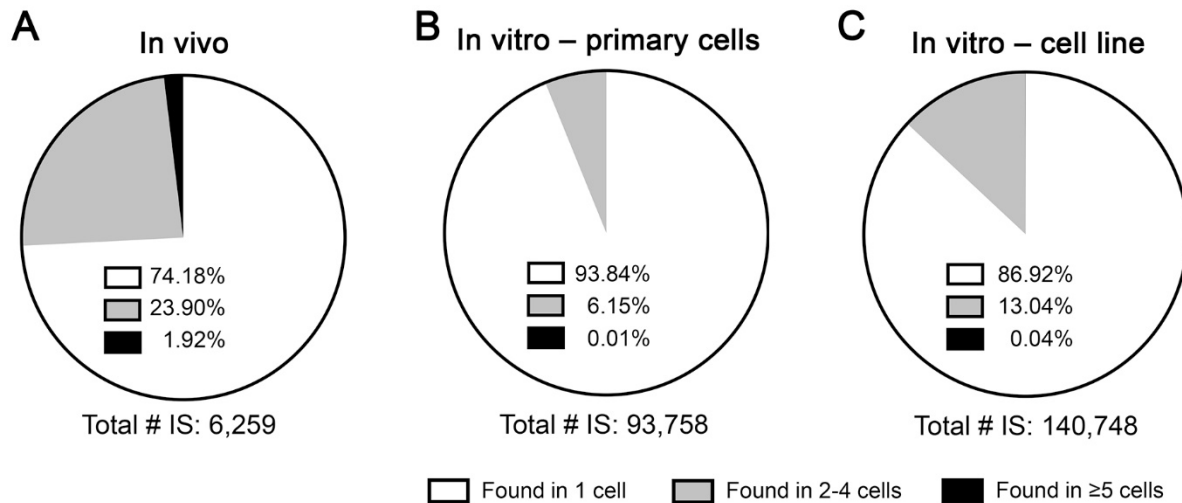 A
In vivo
74.18%
23.90%
1.92%
Total # IS: 6,259
B
In vitro – primary cells
93.84%
6.15%
0.01%
Total # IS: 93,758
C
In vitro – cell line
86.92%
13.04%
0.04%
Total # IS: 140,748
Found in 1 cell
Found in 2-4 cells
Found in ≥5 cells